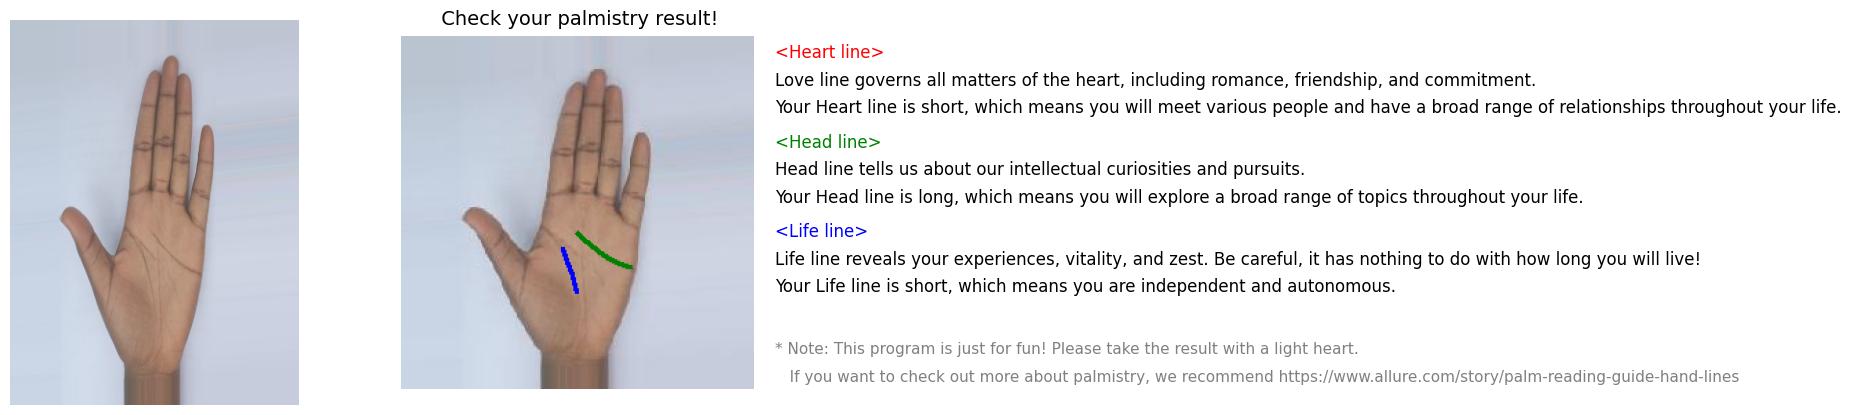 Check your palmistry result!
<Heart line>
Love line governs all matters of the heart, including romance, friendship, and commitment.
Your Heart line is short, which means you will meet various people and have a broad range of relationships throughout your life.
<Head line>
Head line tells us about our intellectual curiosities and pursuits.
Your Head line is long, which means you will explore a broad range of topics throughout your life.
<Life line>
Life line reveals your experiences, vitality, and zest. Be careful, it has nothing to do with how long you will live!
Your Life line is short, which means you are independent and autonomous.
* Note: This program is just for fun! Please take the result with a light heart.
If you want to check out more about palmistry, we recommend https://www.allure.com/story/palm-reading-guide-hand-lines